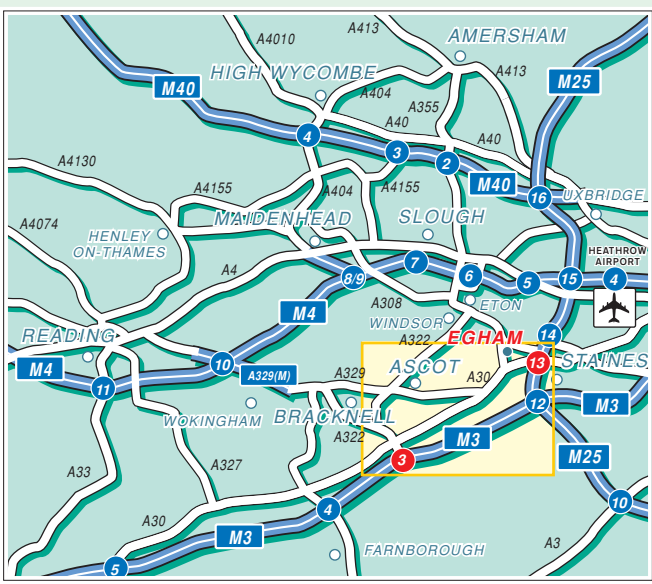 A413
A4010
AMERSHAM
HIGH WYCOMBE
A413
M25
M40
A404
A355
A40
4
A40
3
2
A4130
M40
A4155
A404
A4155
16
UXBRIDGE
A4074
MAIDENHEAD
SLOUGH
HENLEY
ON-THAMES
HEATHROW
AIRPORT
A4
7
6
8/9
5
15
4
A308
ETON
M4
WINDSOR
14
READING
A322
EGHAM
10
13
STAINES
M4
A329(M)
A329
ASCOT
A30
11
12
M3
WOKINGHAM
BRACKNELL
A322
M3
M25
A33
A327
3
4
10
A30
M3
A3
FARNBOROUGH
5